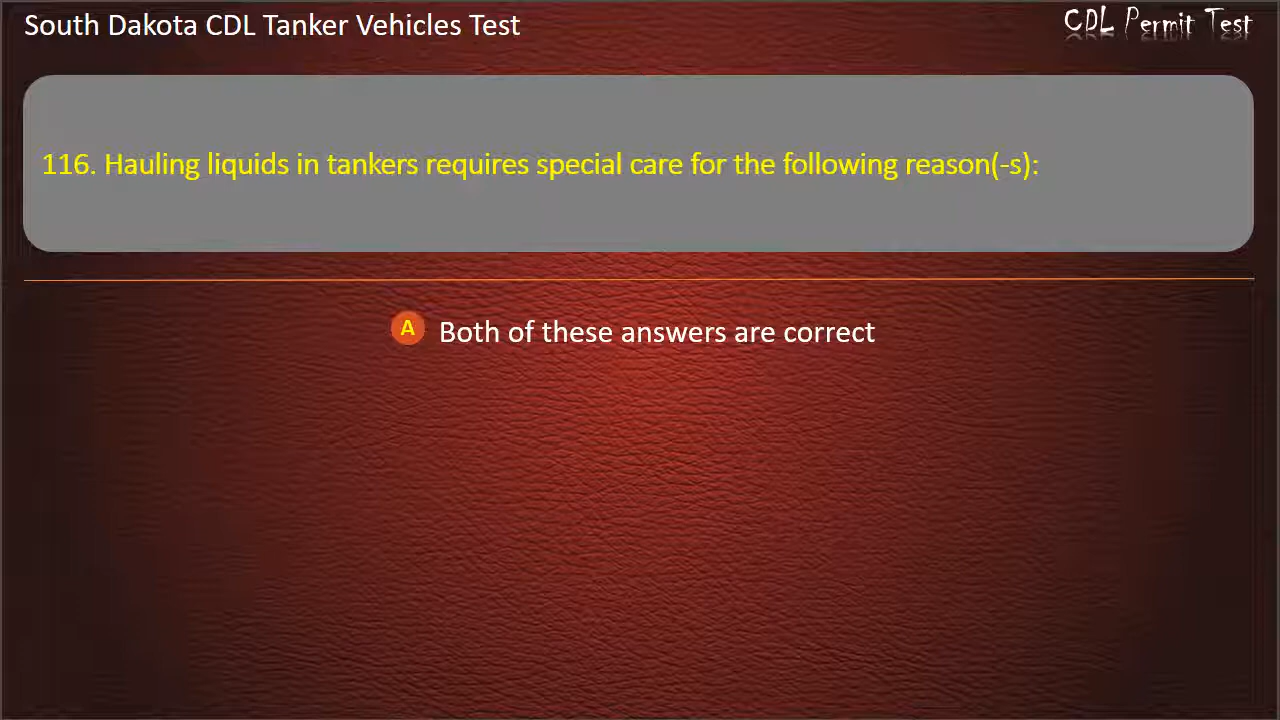 South Dakota CDL Tanker Vehicles Test
CDL Permit Test
116. Hauling liquids in tankers requires special care for the following reason(-s):
A Both of these answers are correct